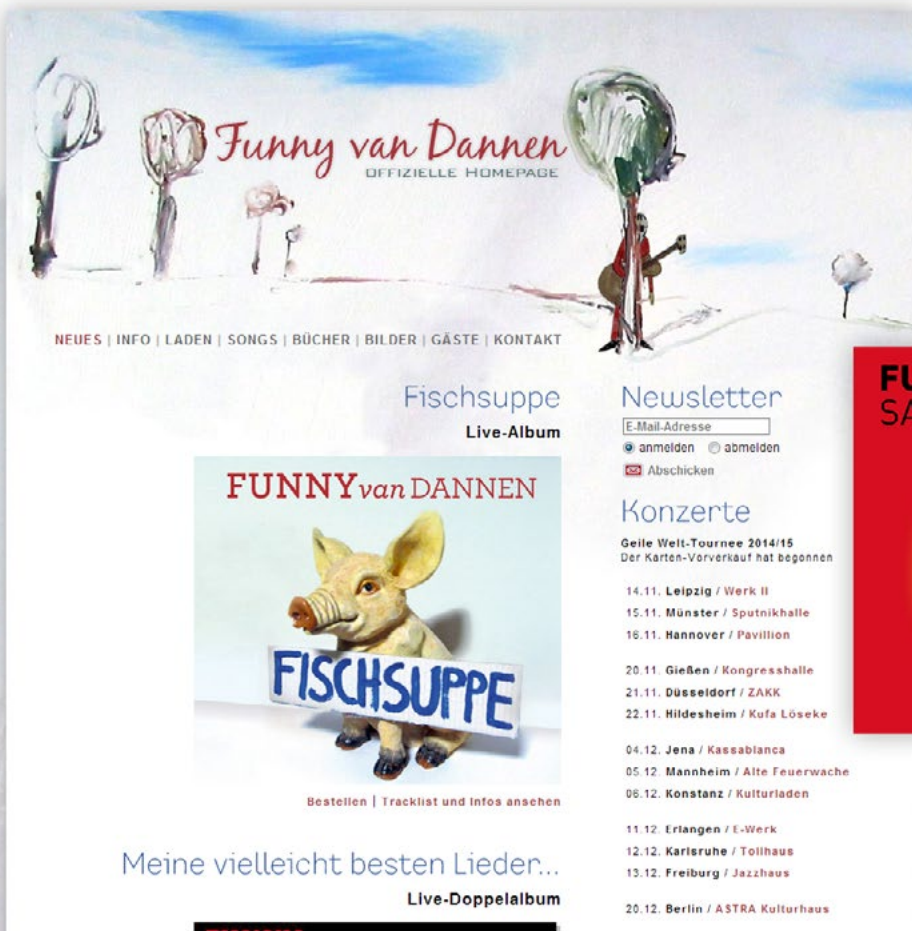 Funny van Dannen
OFFIZIELLE HOMEPAGE
NEUES | INFO | LADEN | SONGS | BÜCHER | BILDER | GÄSTE | KONTAKT
Fischsuppe
Live-Album
FUNNY van DANNEN
FISCHSUPPE
Bestellen | Tracklist und Infos ansehen
Meine vielleicht besten Lieder...
Live-Doppelalbum
Newsletter
E-Mail-Adresse
anmelden abmelden
Abschicken
Konzerte
Geile Welt-Tournee 2014/15
Der Karten-Vorverkauf hat begonnen
14.11. Leipzig / Werk II
15.11. Münster / Sputnikhalle
16.11. Hannover / Pavillion
20.11. Gießen / Kongresshalle
21.11. Düsseldorf / ZAKK
22.11. Hildesheim / Kufa Löseke
04.12. Jena / Kassablanca
05.12. Mannheim / Alte Feuerwache
06.12. Konstanz / Kulturladen
11.12. Erlangen / E-Werk
12.12. Karlsruhe / Tollhaus
13.12. Freiburg / Jazzhaus
20.12. Berlin / ASTRA Kulturhaus
FU
SA